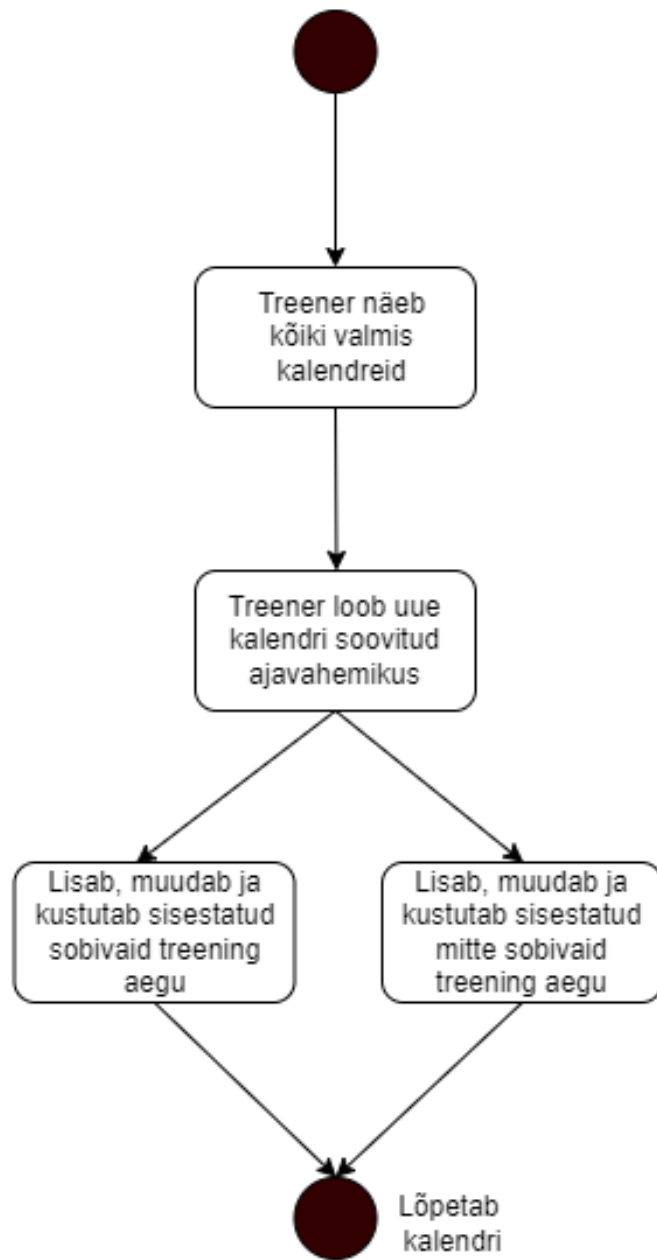 Treener näeb
kõiki valmis
kalendreid
Treener loob uue
kalendri soovitud
ajavahemikus
Lisab, muudab ja
kustutab sisestatud
sobivaid treening
aegu
Lisab, muudab ja
kustutab sisestatud
mitte sobivaid
treening aegu
Lõpetab
kalendri